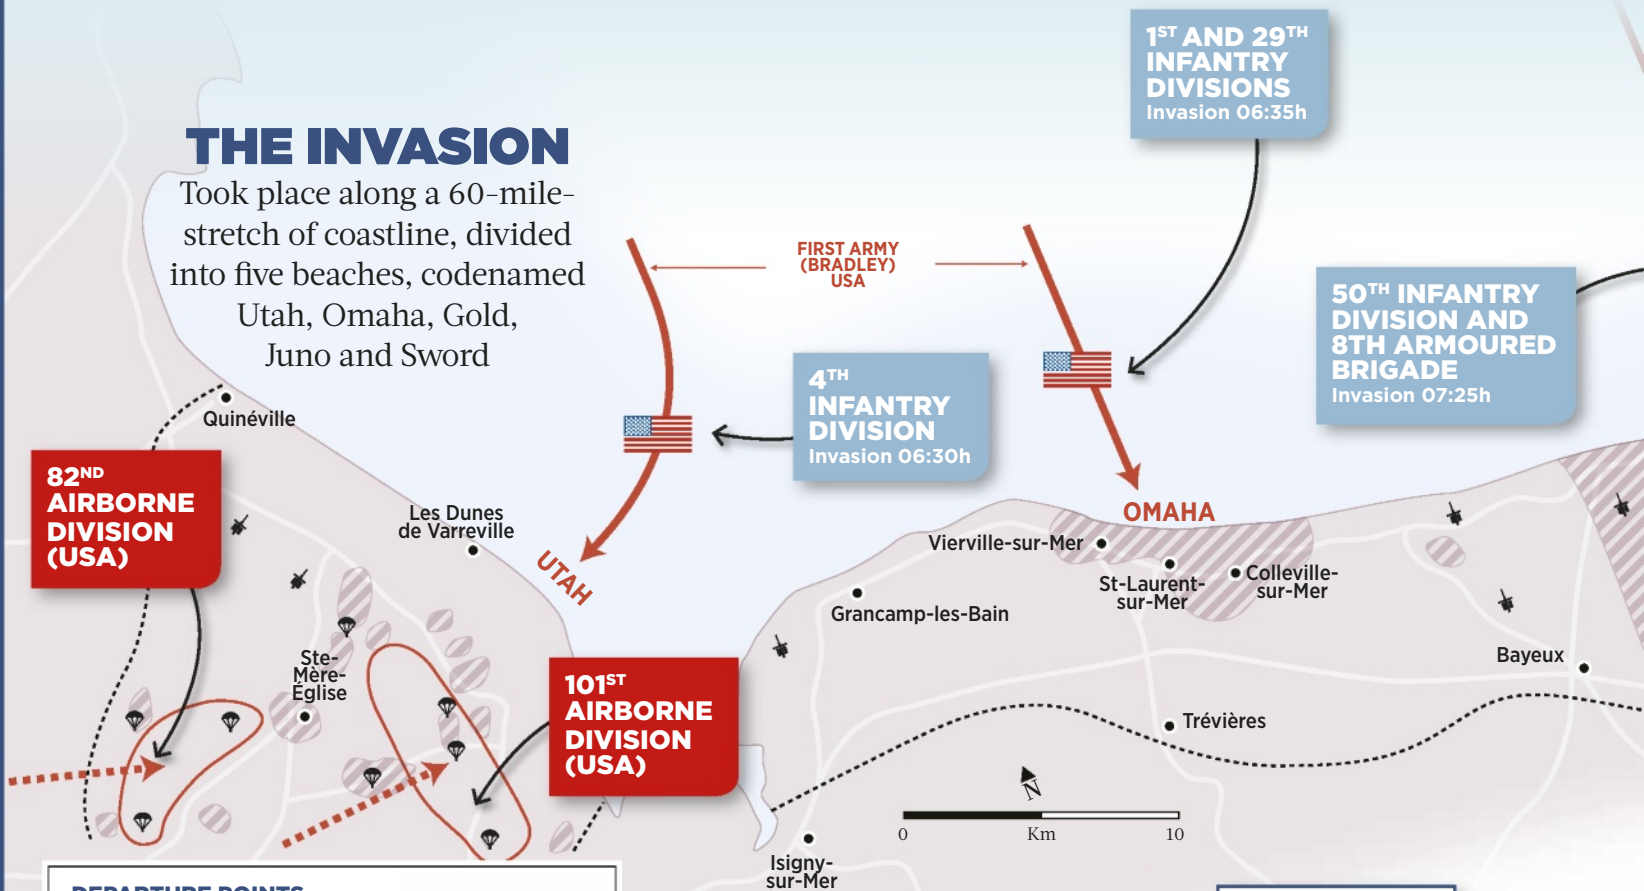 1ST AND 29TH
INFANTRY
DIVISIONS
Invasion 06:35h
THE INVASION
Took place along a 60-mile-
stretch of coastline, divided
into five beaches, codenamed
Utah, Omaha, Gold,
Juno and Sword
FIRST ARMY
(BRADLEY)
USA
50TH INFANTRY
DIVISION AND
8TH ARMOURED
BRIGADE
Invasion 07:25h
4TH
INFANTRY
DIVISION
Invasion 06:30h
Quinéville
82ND
AIRBORNE
DIVISION
(USA)
Les Dunes
de Varreville
UTAH
OMAHA
Vierville-sur-Mer
St-Laurent-
sur-Mer
Colleville-
sur-Mer
Grancamp-les-Bain
Ste-
Mère-
Église
Bayeux
101ST
AIRBORNE
DIVISION
(USA)
Trévières
N
0 Km 10
Isigny-
sur-Mer
DEPARTURE POINTS